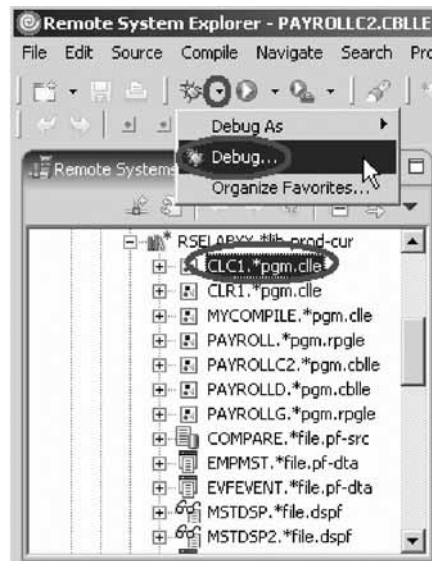 Remote System Explorer - PAYROLLC2.CBLLE
File Edit Source Compile Navigate Search Pro
Debug As
Debug...
Organize Favorites...
Remote Systems
RSELABXX.*lib.prod-cur
CLC1.*pgm.clle
CLR1.*pgm.clle
MYCOMPILE.*pgm.clle
PAYROLL.*pgm.rpgle
PAYROLLC2.*pgm.cblle
PAYROLLD.*pgm.cblle
PAYROLLG.*pgm.rpgle
COMPARE.*file.pf-src
EMPMST.*file.pf-dta
EVFEVENT.*file.pf-dta
MSTDSP.*file.dspf
MSTDSP2.*file.dspf